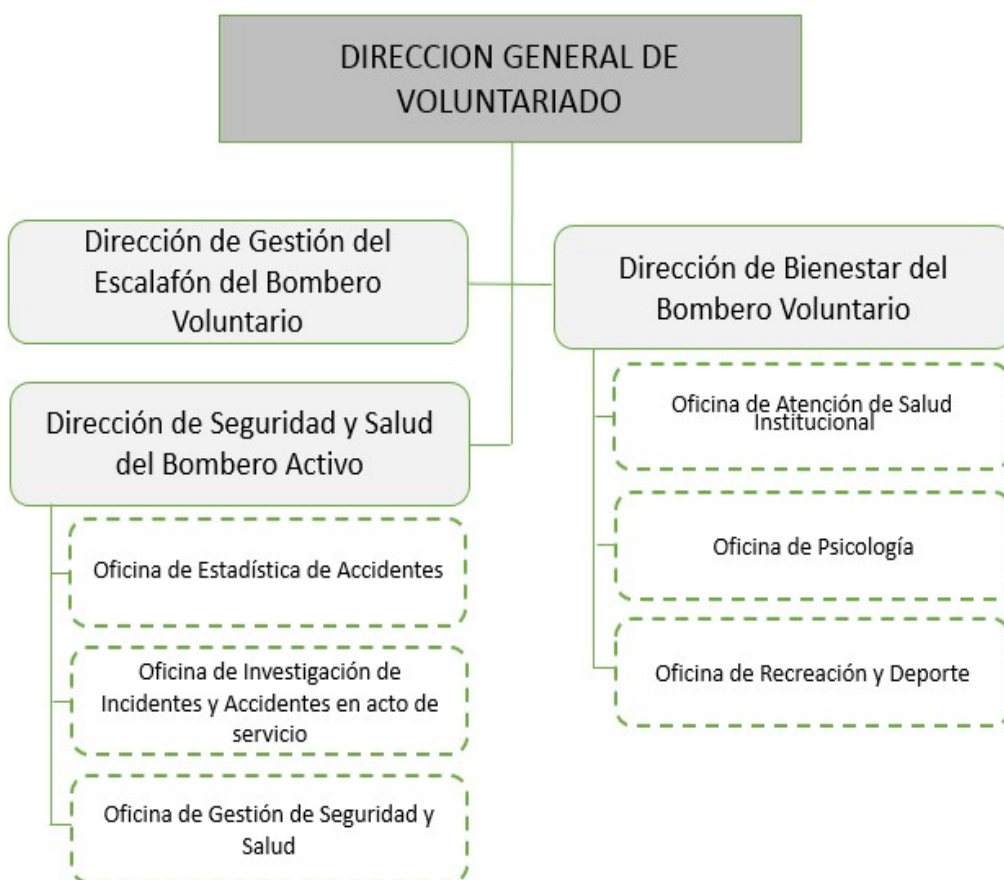 DIRECCION GENERAL DE
VOLUNTARIADO
Dirección de Gestión del
Escalafón del Bombero
Voluntario
Dirección de Bienestar del
Bombero Voluntario
Dirección de Seguridad y Salud
del Bombero Activo
Oficina de Estadística de Accidentes
Oficina de Investigación de
Incidentes y Accidentes en acto de
servicio
Oficina de Gestión de Seguridad y
Salud
Oficina de Atención de Salud
Institucional
Oficina de Psicología
Oficina de Recreación y Deporte